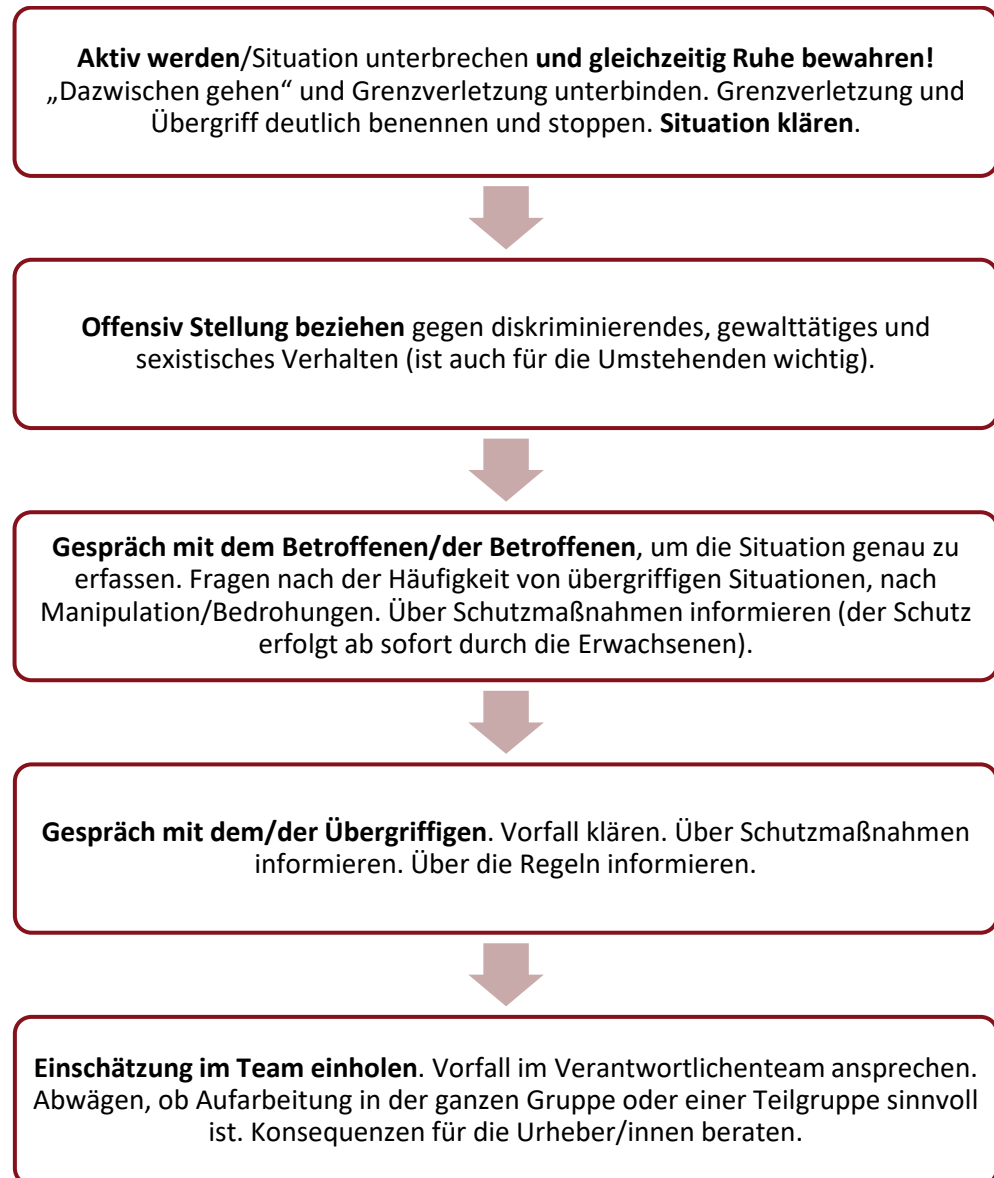 Aktiv werden/Situation unterbrechen und gleichzeitig Ruhe bewahren!
„Dazwischen gehen“ und Grenzverletzung unterbinden. Grenzverletzung und
Übergriff deutlich benennen und stoppen. Situation klären.
Offensiv Stellung beziehen gegen diskriminierendes, gewalttätiges und
sexistisches Verhalten (ist auch für die Umstehenden wichtig).
Gespräch mit dem Betroffenen/der Betroffenen, um die Situation genau zu
erfassen. Fragen nach der Häufigkeit von übergriffigen Situationen, nach
Manipulation/Bedrohungen. Über Schutzmaßnahmen informieren (der Schutz
erfolgt ab sofort durch die Erwachsenen).
Gespräch mit dem/der Übergriffigen. Vorfall klären. Über Schutzmaßnahmen
informieren. Über die Regeln informieren.
Einschätzung im Team einholen. Vorfall im Verantwortlichenteam ansprechen.
Abwägen, ob Aufarbeitung in der ganzen Gruppe oder einer Teilgruppe sinnvoll
ist. Konsequenzen für die Urheber/innen beraten.